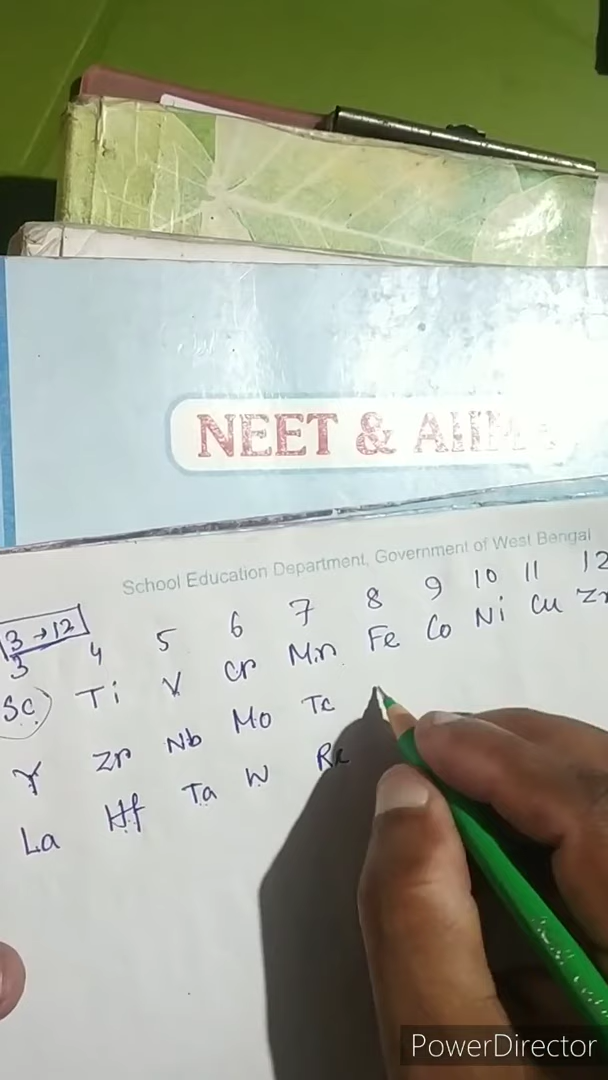 NEET &
School Education Department, Government of West Bengal
3 → 12
3 4 5 6 7 8 9 10 11 12
Sc Ti V Cr Mn Fe Co Ni Cu Zn
Y Zr Nb Mo Tc
La Hf Ta W Re
PowerDirector